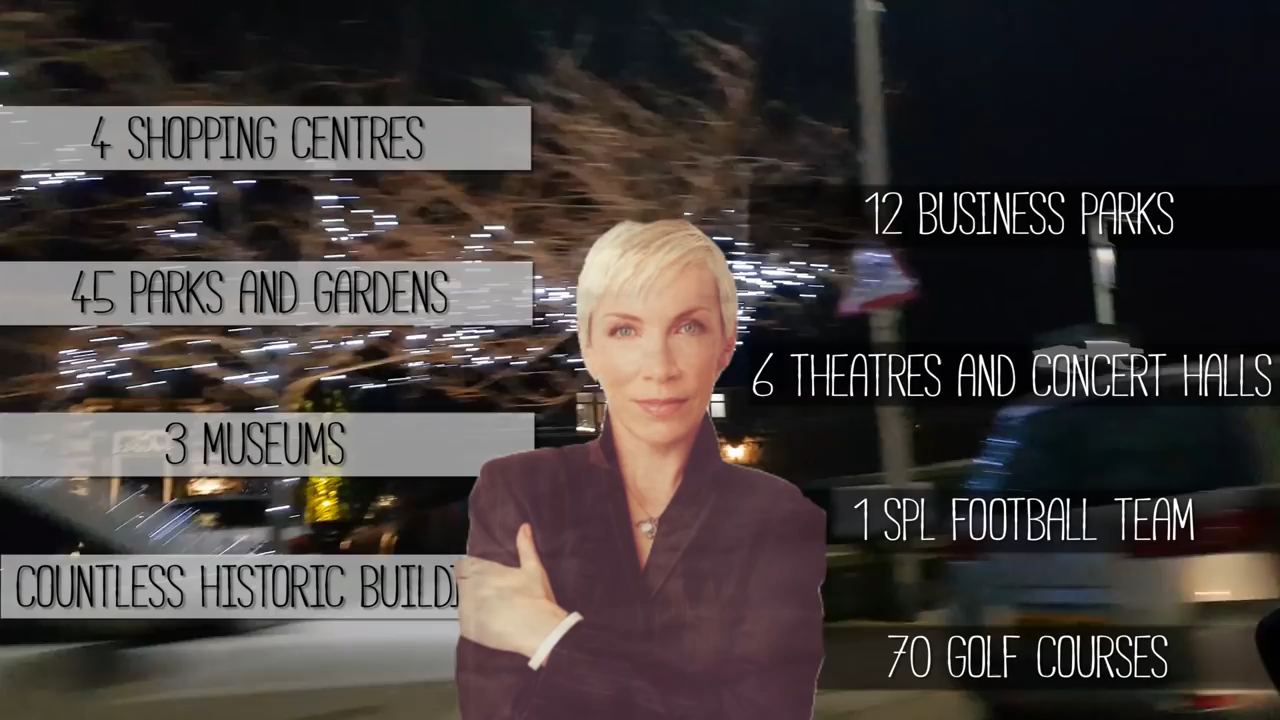 4 SHOPPING CENTRES
45 PARKS AND GARDENS
3 MUSEUMS
COUNTLESS HISTORIC
12 BUSINESS PARKS
6 THEATRES AND CONCERT HALLS
1 SPL FOOTBALL TEAM
70 GOLF COURSES